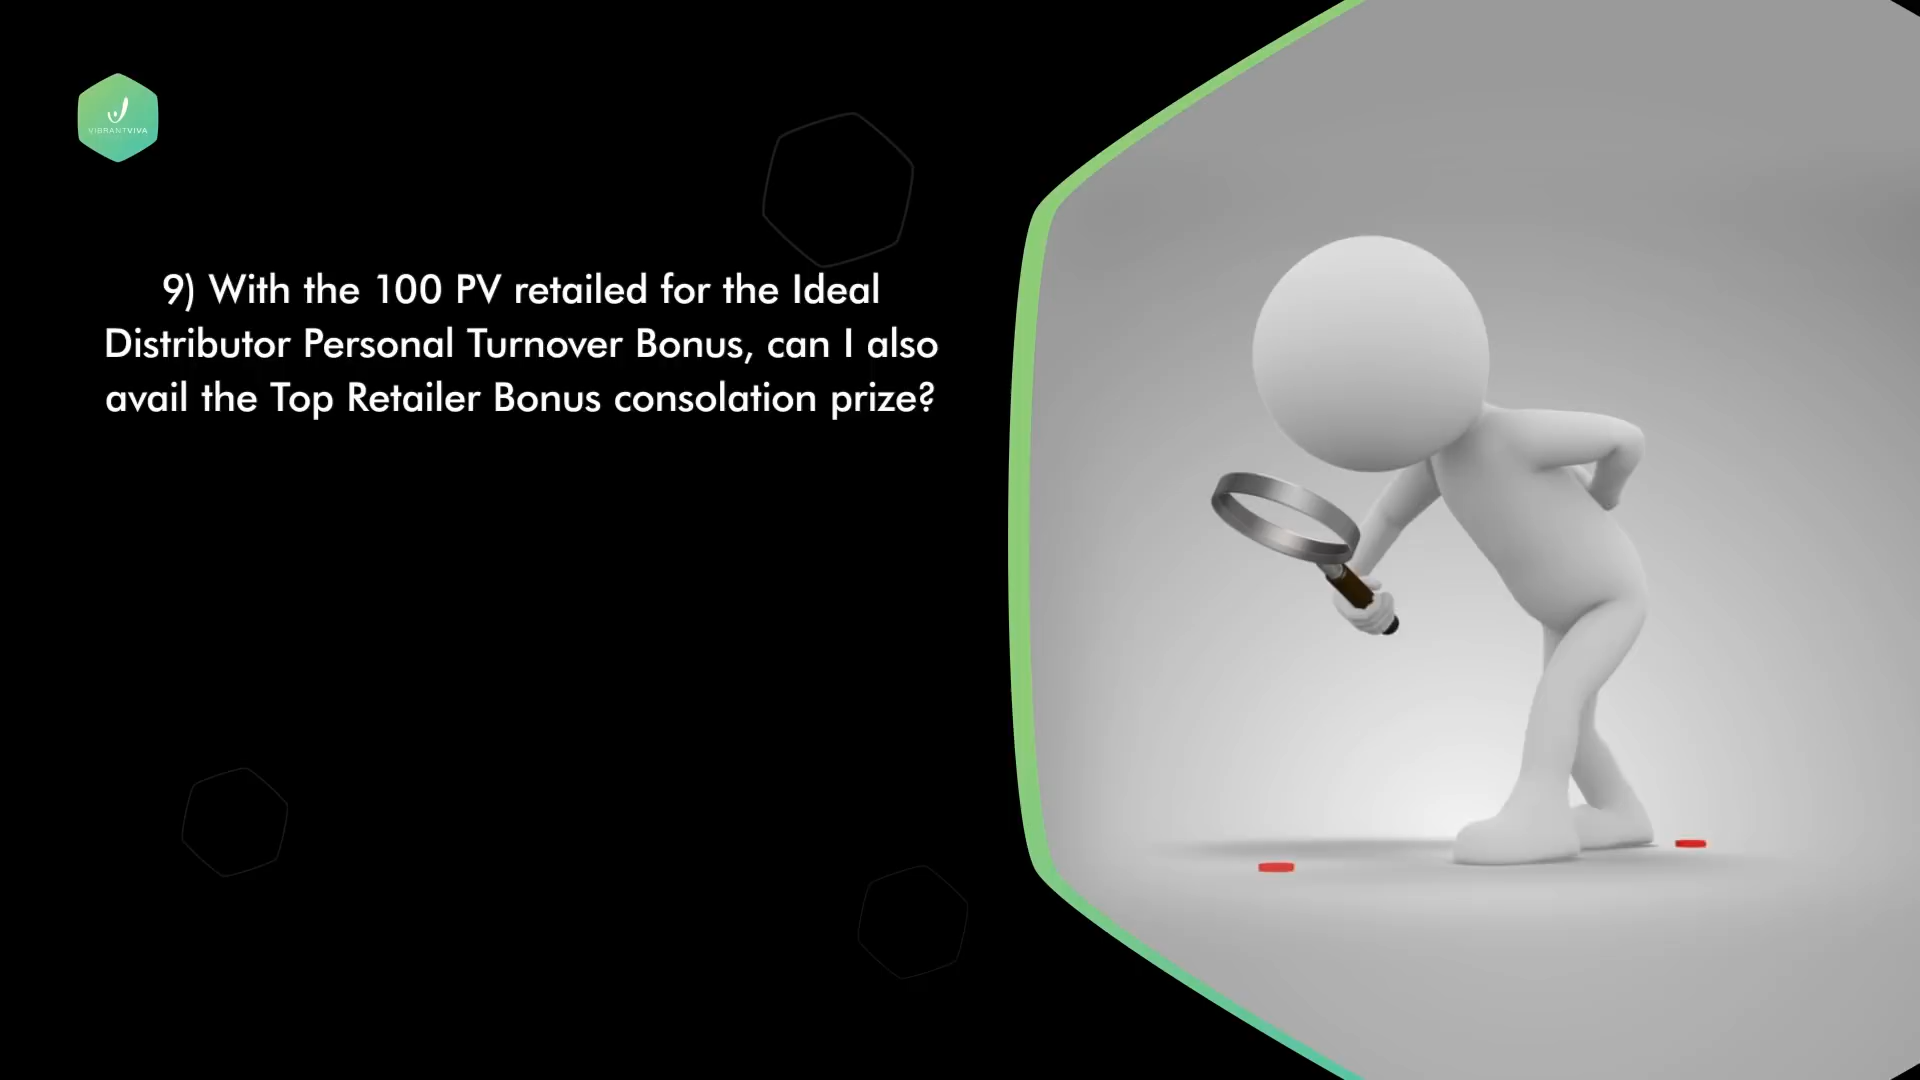 VIBRANTVIVA
9) With the 100 PV retailed for the Ideal
Distributor Personal Turnover Bonus, can I also
avail the Top Retailer Bonus consolation prize?